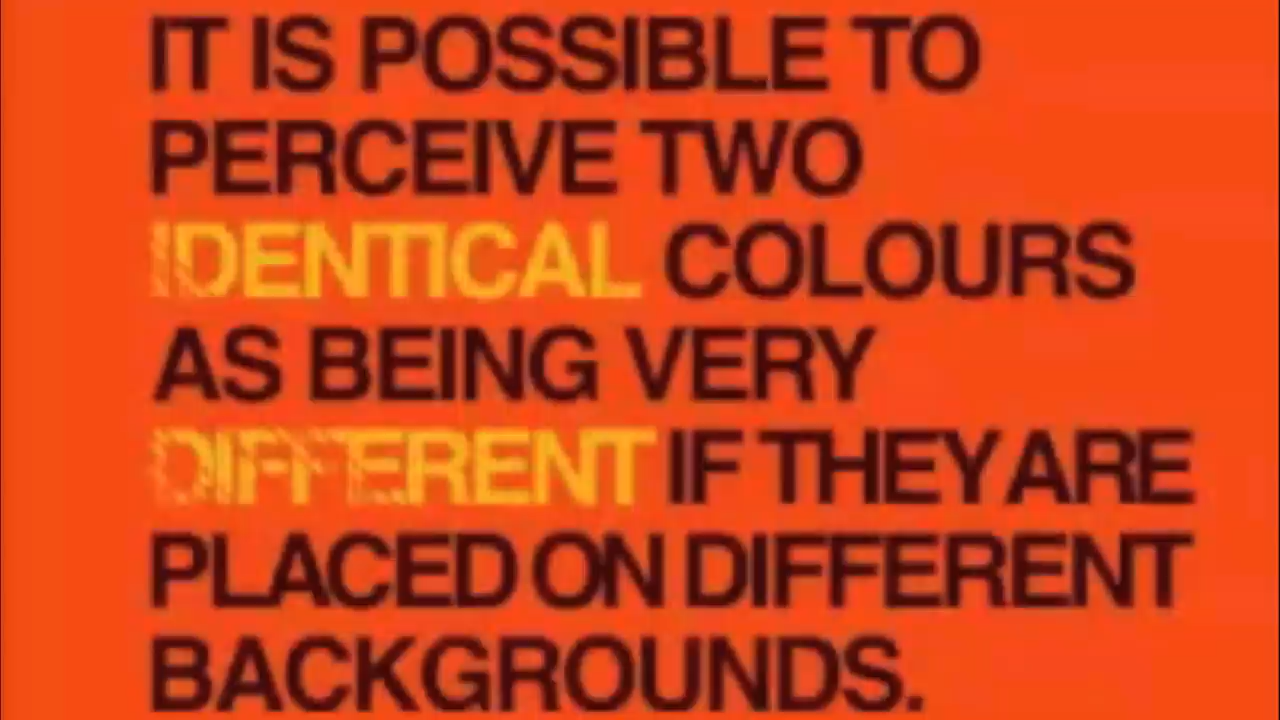 IT IS POSSIBLE TO
PERCEIVE TWO
IDENTICAL COLOURS
AS BEING VERY
DIFFERENT IF THEY ARE
PLACED ON DIFFERENT
BACKGROUNDS.